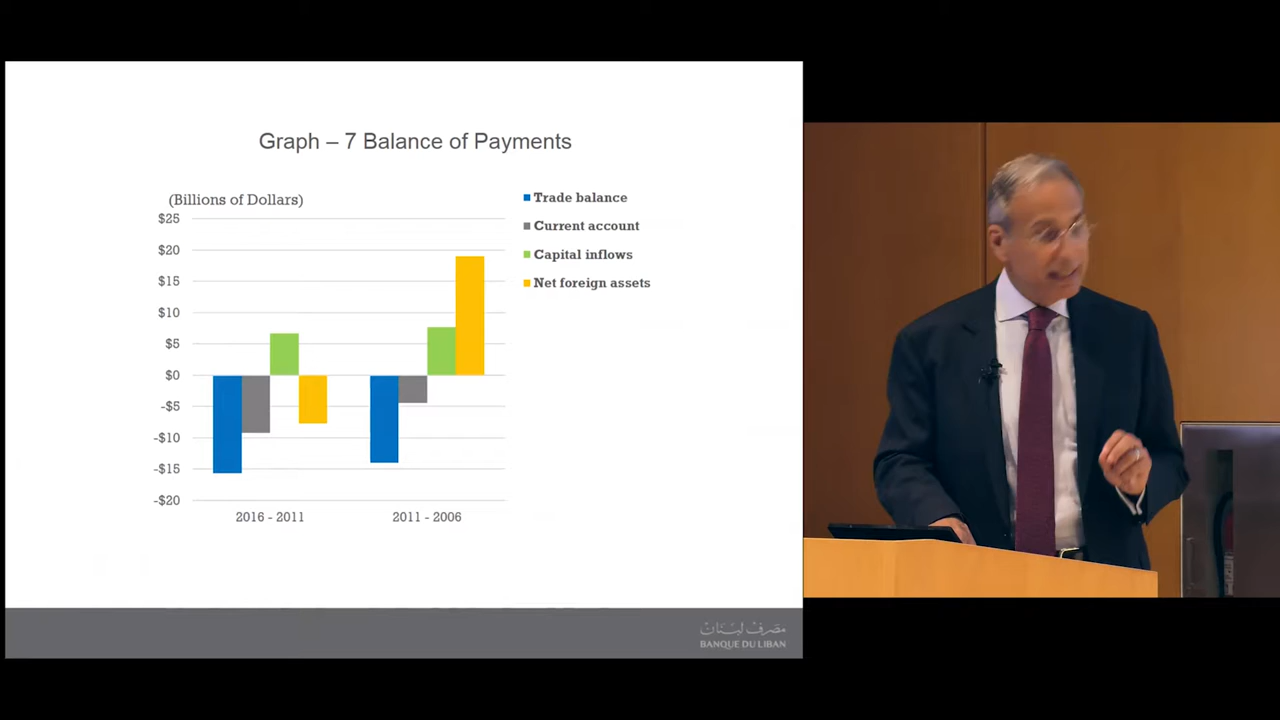 Graph – 7 Balance of Payments
(Billions of Dollars)
$25
$20
$15
$10
$5
$0
-$5
-$10
-$15
-$20
2016 - 2011
2011 - 2006
Trade balance
Current account
Capital inflows
Net foreign assets
مصرف لبنان
BANQUE DU LIBAN